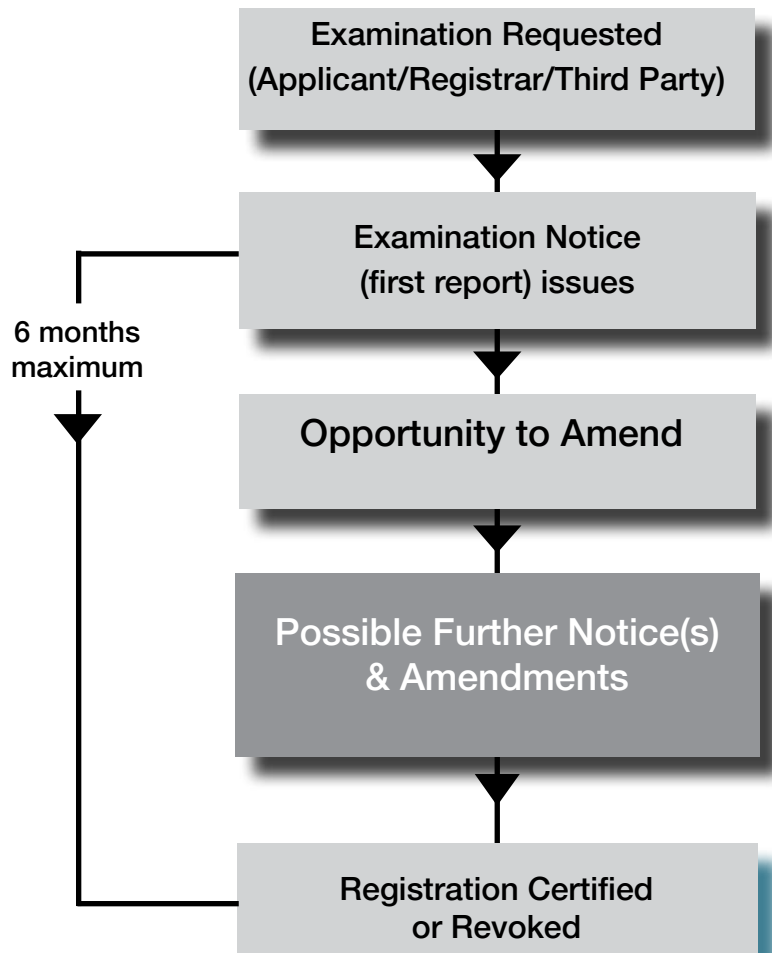 Examination Requested
(Applicant/Registrar/Third Party)
Examination Notice
(first report) issues
6 months
maximum
Opportunity to Amend
Possible Further Notice(s)
& Amendments
Registration Certified
or Revoked